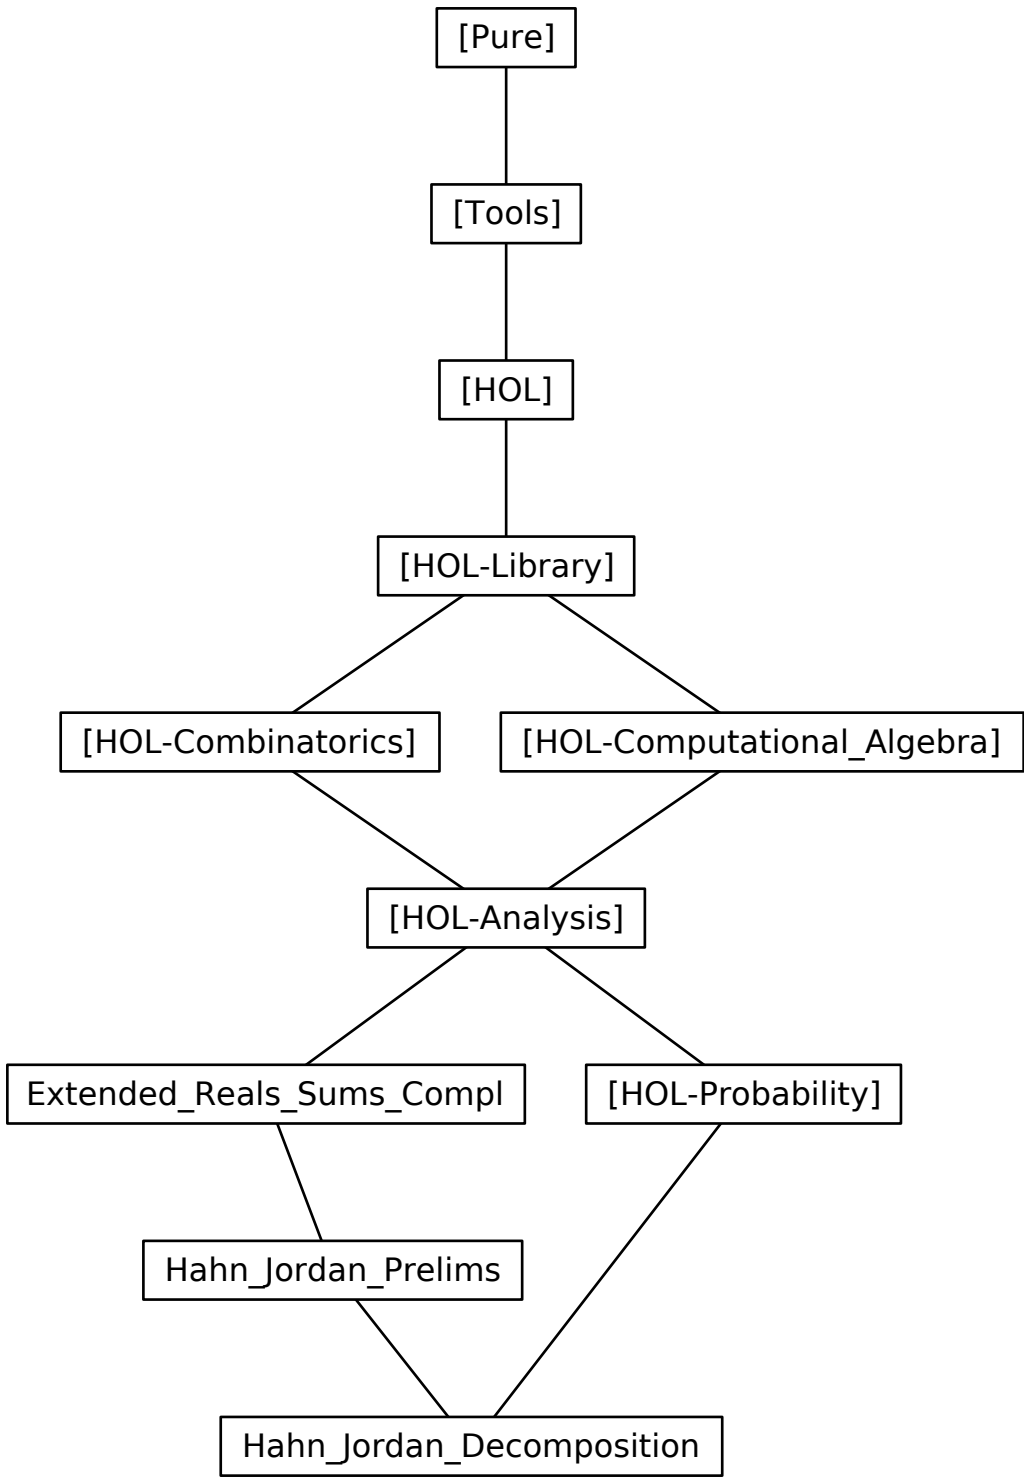 [Pure]
[Tools]
[HOL]
[HOL-Library]
[HOL-Combinatorics]
[HOL-Computational_Algebra]
[HOL-Analysis]
Extended_Reals_Sums_Compl
[HOL-Probability]
Hahn_Jordan_Prelims
Hahn_Jordan_Decomposition